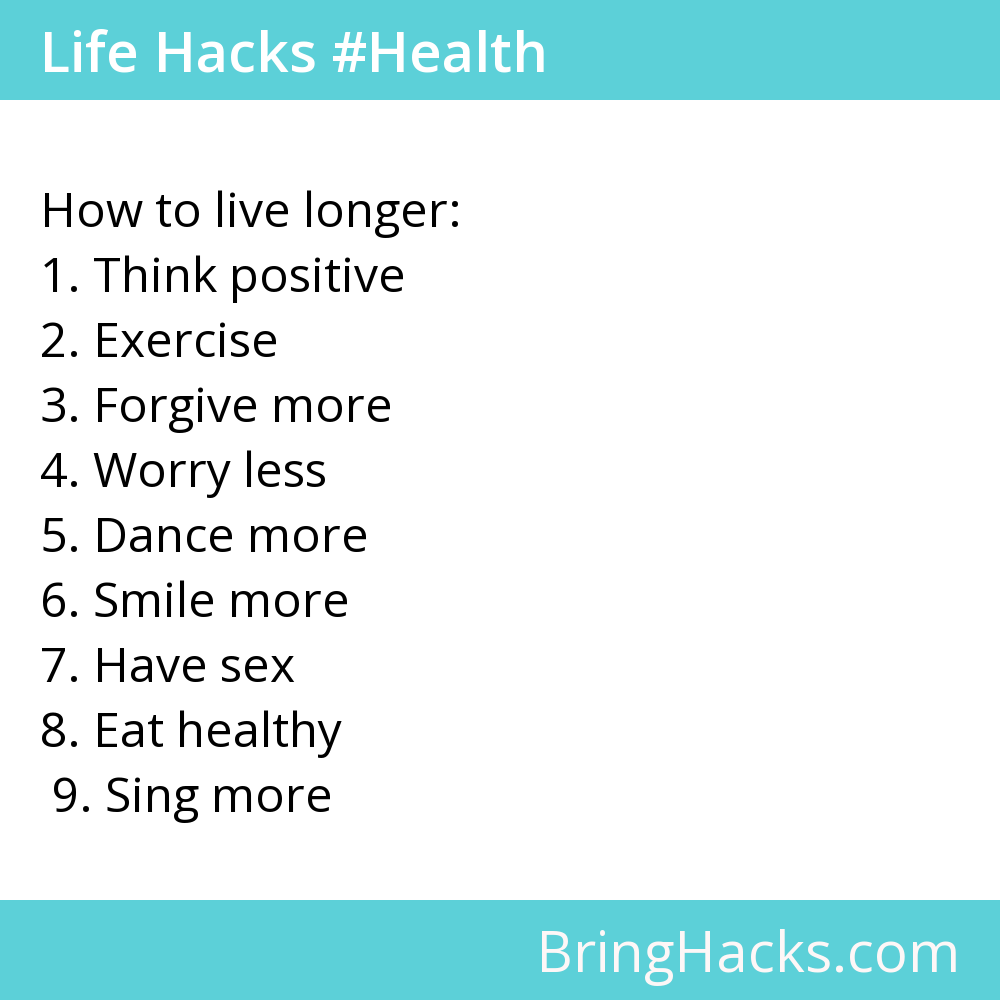 Life Hacks #Health
How to live longer:
1. Think positive
2. Exercise
3. Forgive more
4. Worry less
5. Dance more
6. Smile more
7. Have sex
8. Eat healthy
9. Sing more
BringHacks.com